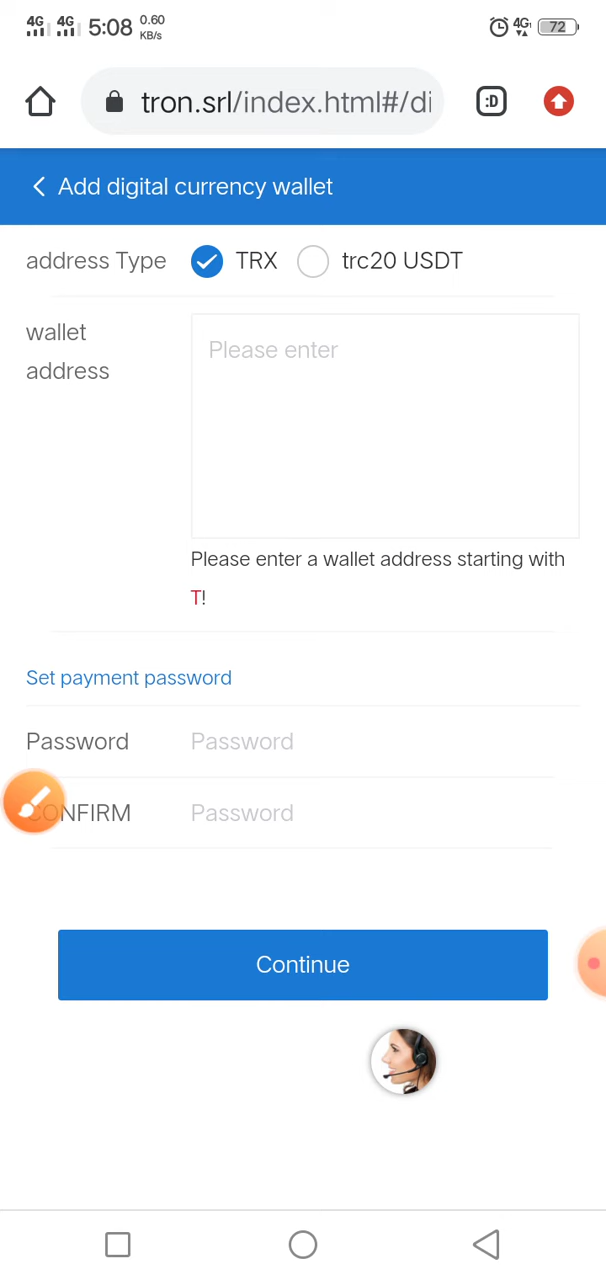 4G 4G 5:08 0.60 KB/s 4G 72
tron.srl/index.html#/di :D
Add digital currency wallet
address Type TRX trc20 USDT
wallet address Please enter
Please enter a wallet address starting with
T!
Set payment password
Password Password
CONFIRM Password
Continue